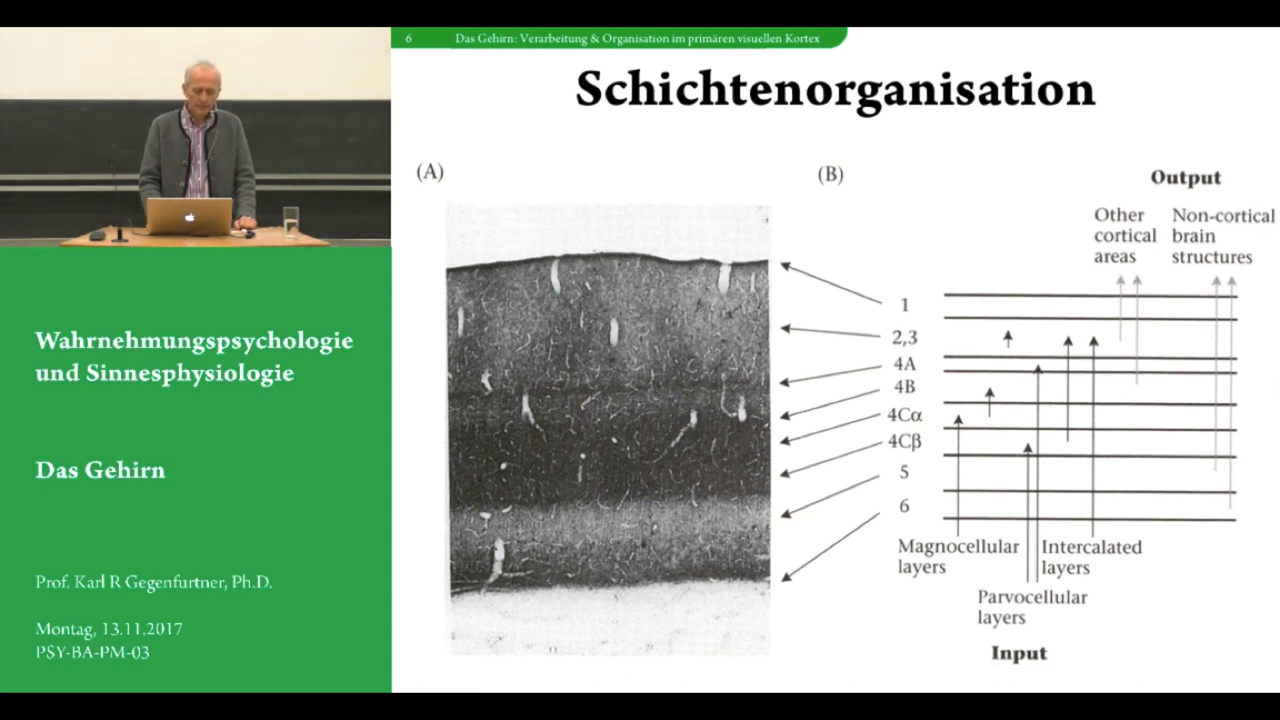 6 Das Gehirn: Verarbeitung & Organisation im primären visuellen Kortex
Schichtenorganisation
Wahrnehmungspsychologie
und Sinnesphysiologie
Das Gehirn
Prof. Karl R Gegenfurtner, Ph.D.
Montag, 13.11.2017
PSY-BA-PM-03
(A)
(B)
Output
Other
cortical
areas
Non-cortical
brain
structures
1
2,3
4A
4B
4Cα
4Cβ
5
6
Magnocellular
layers
Intercalated
layers
Parvocellular
layers
Input